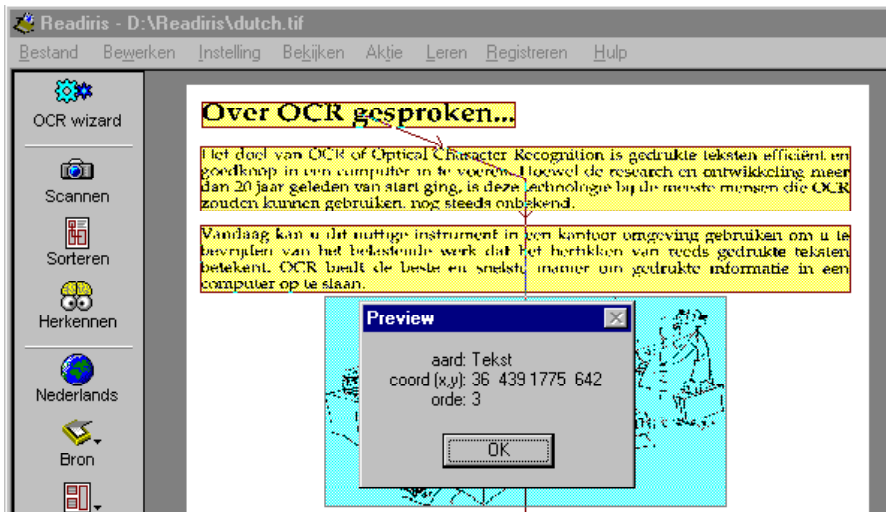 Readiris - D:\Readiris\dutch.tif
Bestand Bewerken Instelling Bekijken Aktie Leren Registreren Hulp
OCR wizard
Scannen
Sorteren
Herkennen
Nederlands
Bron
Over OCR gesproken...
Het doel van OCR of Optical Character Recognition is gedrukte teksten efficiënt en
goedkoop in een computer in te voeren. Hoewel de research en ontwikkeling meer
dan 20 jaar geleden van start ging, is deze technologie bij de meeste mensen die OCR
zouden kunnen gebruiken, nog steeds onbekend.
Vandaag kan u dit nuttige instrument in een kantoor omgeving gebruiken om u te
bevrijden van het belastende werk dat het hertikken van reeds gedrukte teksten
betekent. OCR biedt de beste en snelste manier om gedrukte informatie in een
computer op te slaan.
Preview
aard: Tekst
coord (x,y): 36 439 1775 642
orde: 3
OK